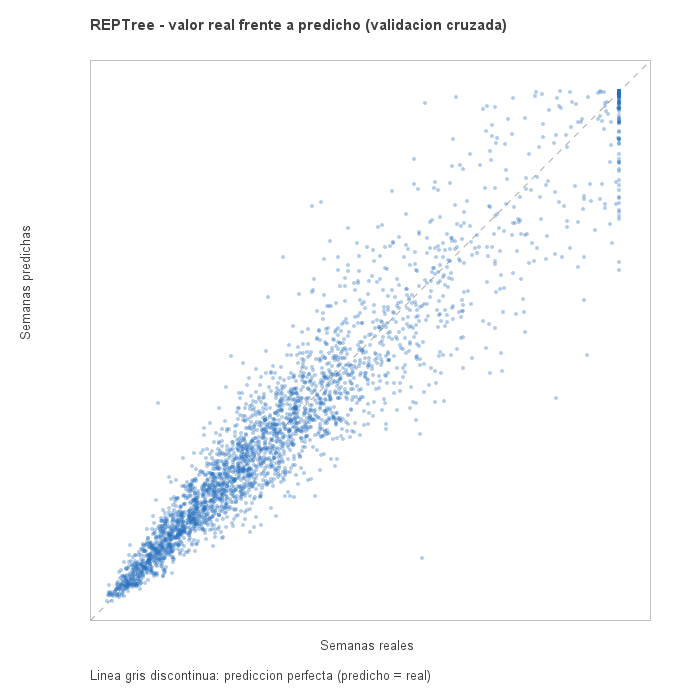 REPTree - valor real frente a predicho (validacion cruzada)
Semanas predichas
Semanas reales
Linea gris discontinua: prediccion perfecta (predicho = real)